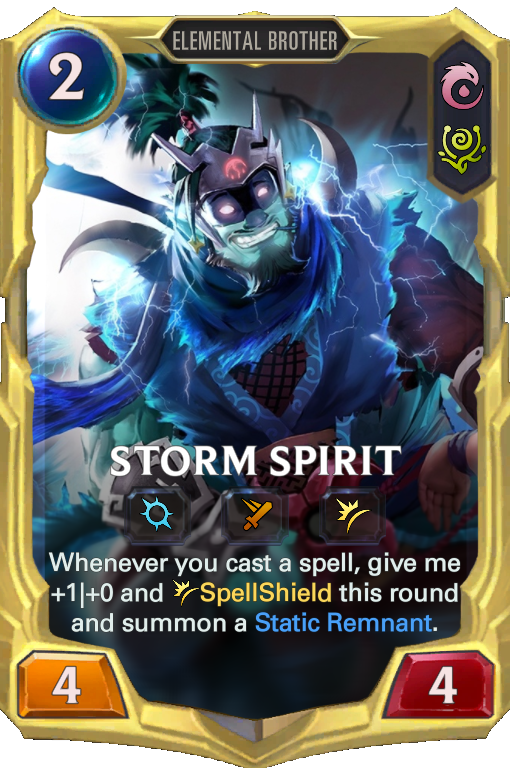 ELEMENTAL BROTHER
2
STORM SPIRIT
Whenever you cast a spell, give me
+1|+0 and SpellShield this round
and summon a Static Remnant.
4
4